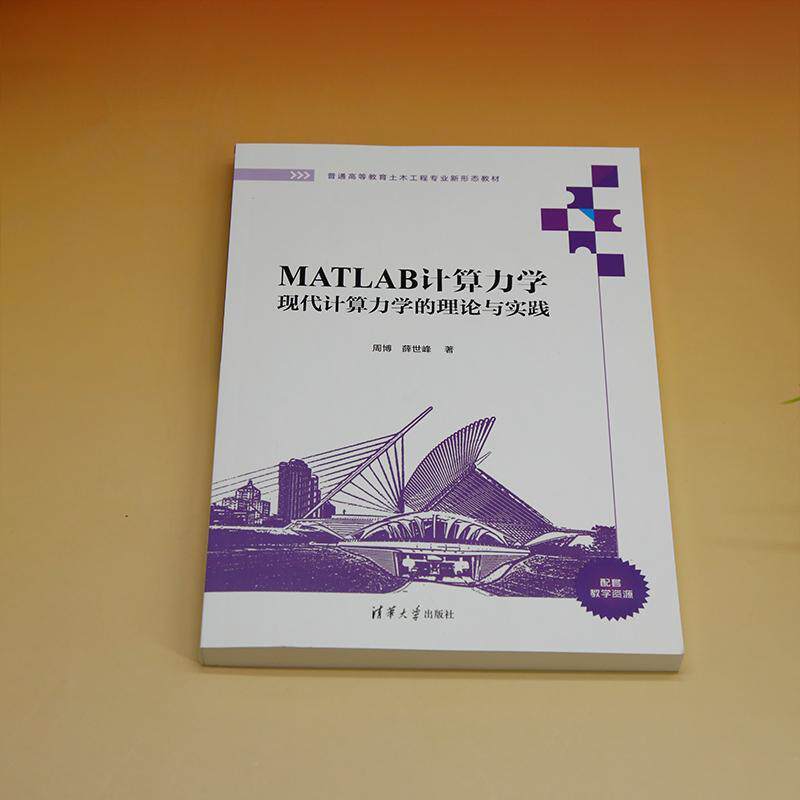 普通高等教育土木工程专业新形态教材
MATLAB计算力学
现代计算力学的理论与实践
周博 薛世峰 著
配套
教学资源
清华大学出版社